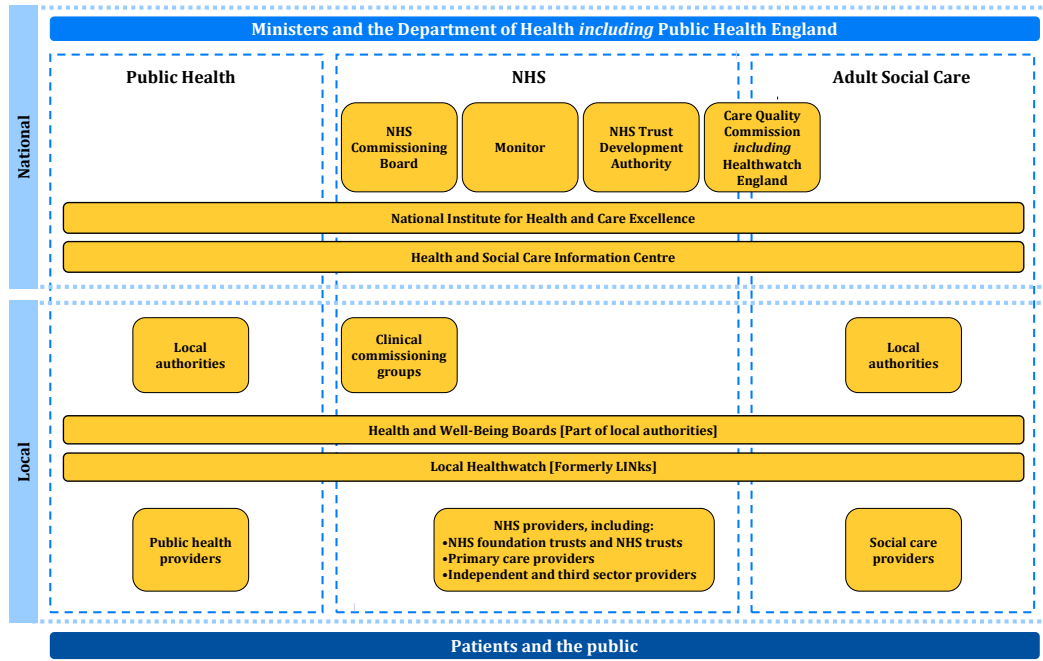 Ministers and the Department of Health including Public Health England
National
Public Health
NHS
Adult Social Care
NHS
Commissioning
Board
Monitor
NHS Trust
Development
Authority
Care Quality
Commission
including
Healthwatch
England
National Institute for Health and Care Excellence
Health and Social Care Information Centre
Local
Local
authorities
Clinical
commissioning
groups
Local
authorities
Health and Well-Being Boards [Part of local authorities]
Local Healthwatch [Formerly LINks]
Public health
providers
NHS providers, including:
•NHS foundation trusts and NHS trusts
•Primary care providers
•Independent and third sector providers
Social care
providers
Patients and the public